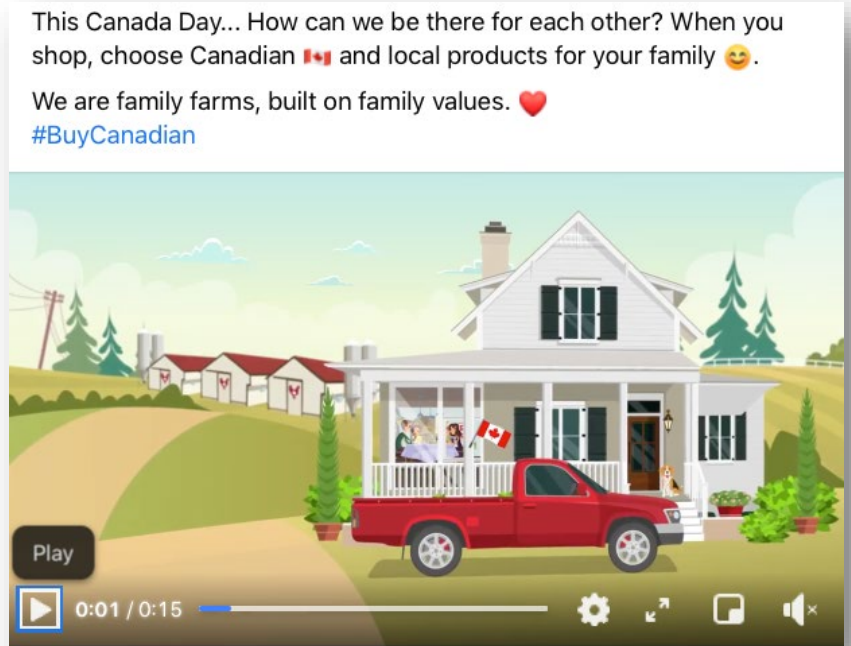 This Canada Day... How can we be there for each other? When you
shop, choose Canadian 🇨🇦 and local products for your family 😊.
We are family farms, built on family values. ❤️
#BuyCanadian
Play
0:01 / 0:15